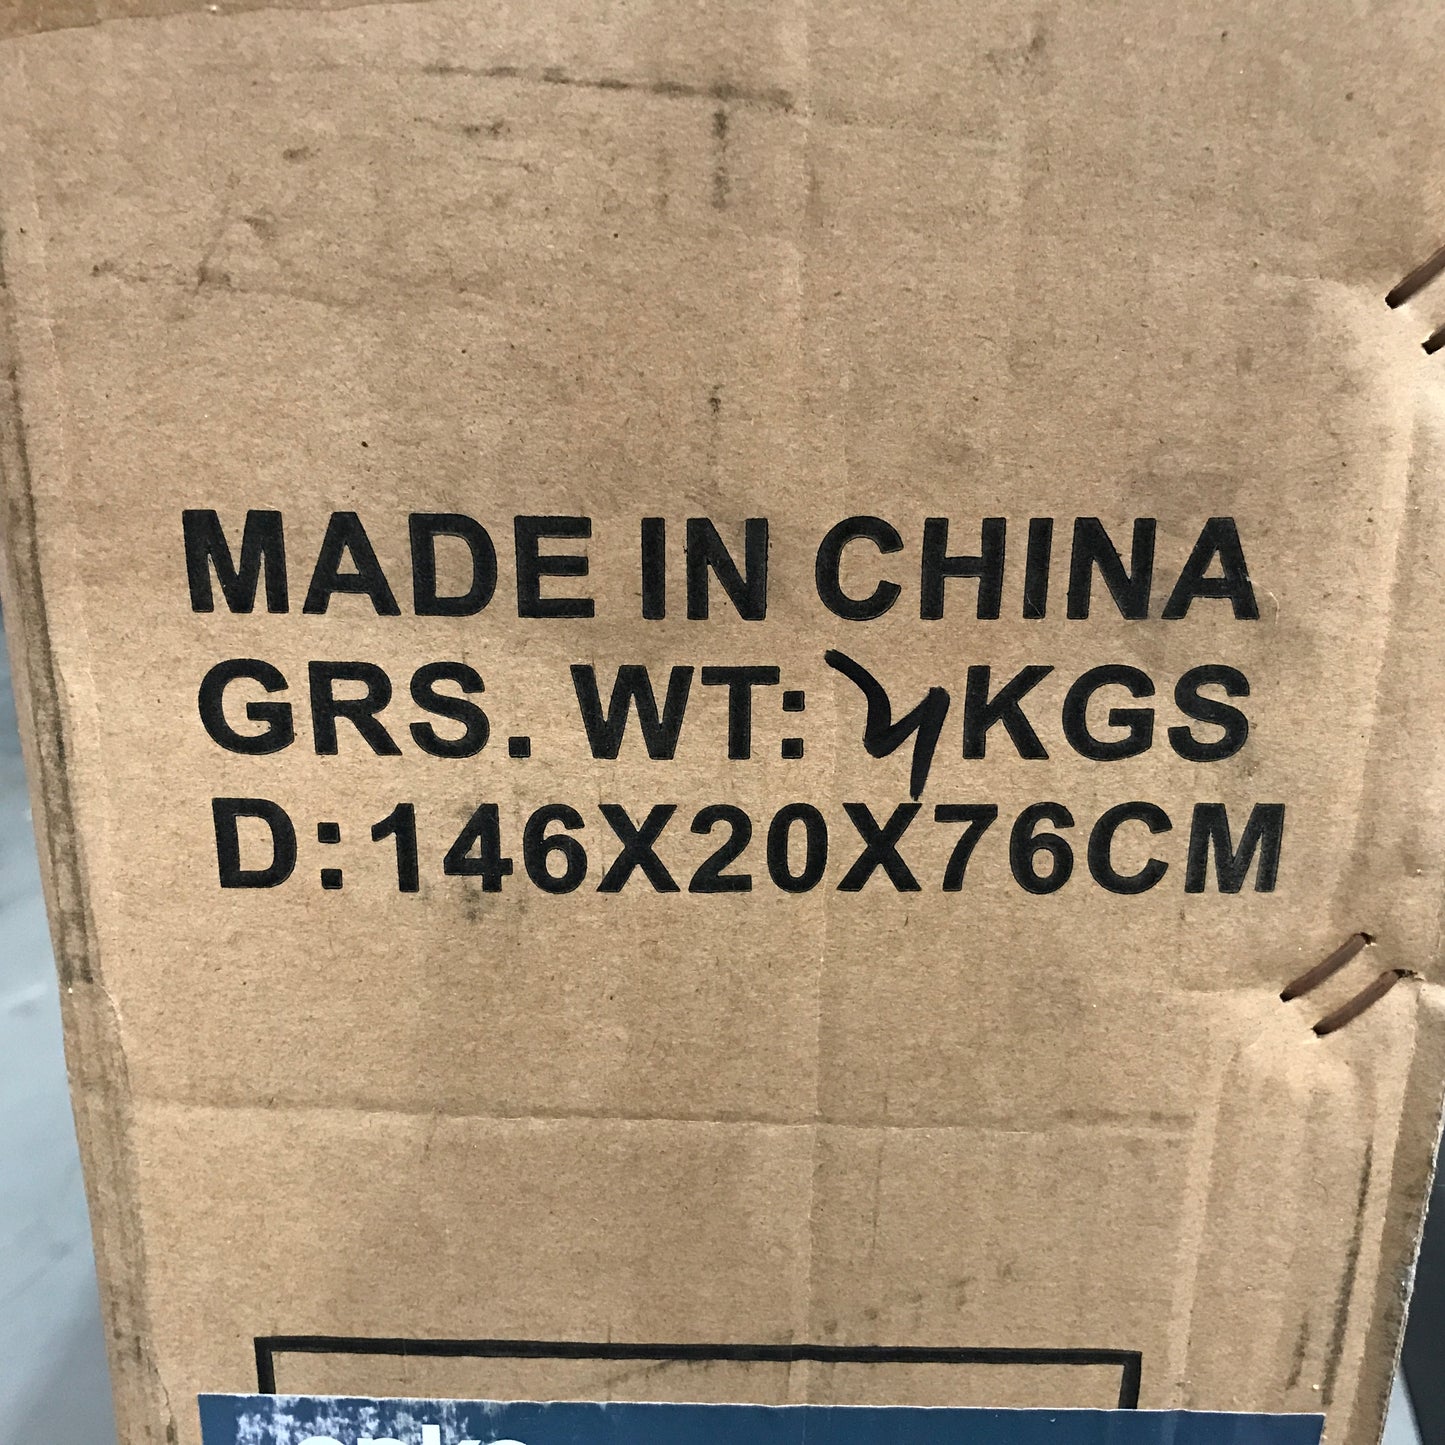 MADE IN CHINA
GRS. WT: KGS
D:146X20X76CM